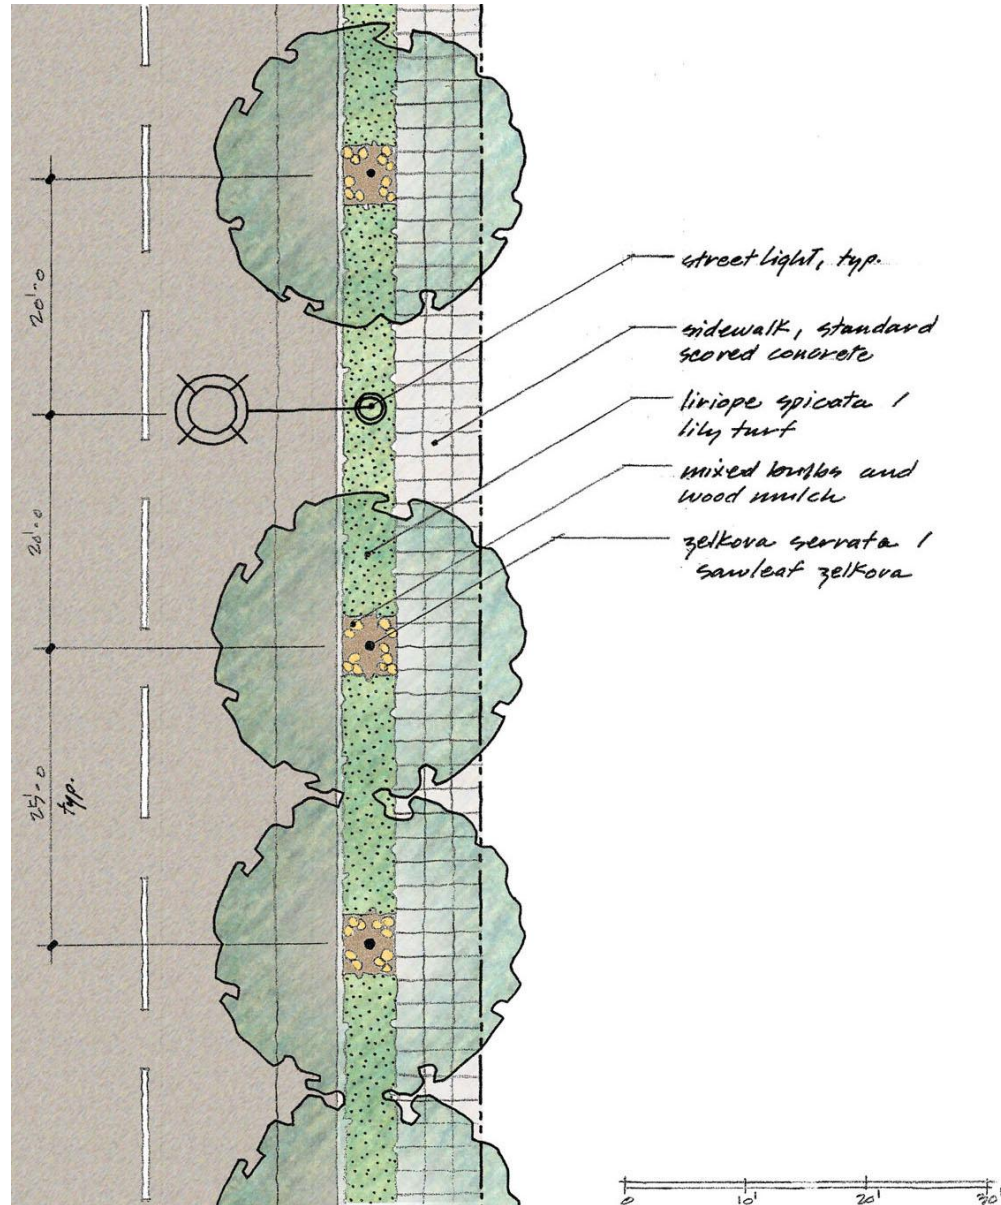 street light, typ.
sidewalk, standard
scored concrete
liriope spicata /
lily turf
mixed bulbs and
wood mulch
zelkova serrata /
sawleaf zelkova
20'-0
20'-0
25'-0
typ.
0 10' 20' 30'